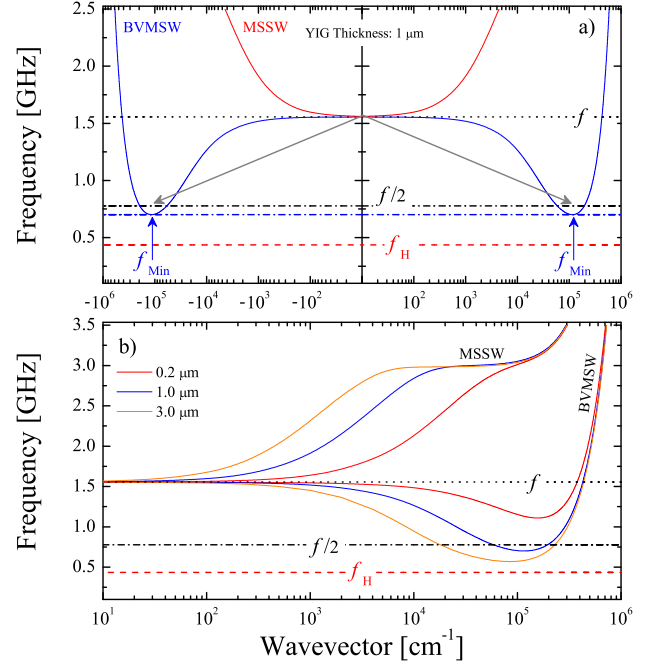 2.5
2.0
1.5
1.0
0.5
Frequency [GHz]
BVMSW
MSSW
YIG Thickness: 1 μm
a)
f
f/2
f_H
f_Min
f_Min
-10^6 -10^5 -10^4 -10^3 -10^2 10^2 10^3 10^4 10^5 10^6
3.5
3.0
2.5
2.0
1.5
1.0
0.5
Frequency [GHz]
b)
0.2 μm
1.0 μm
3.0 μm
MSSW
BVMSW
f
f/2
f_H
10^1 10^2 10^3 10^4 10^5 10^6
Wavevector [cm^-1]